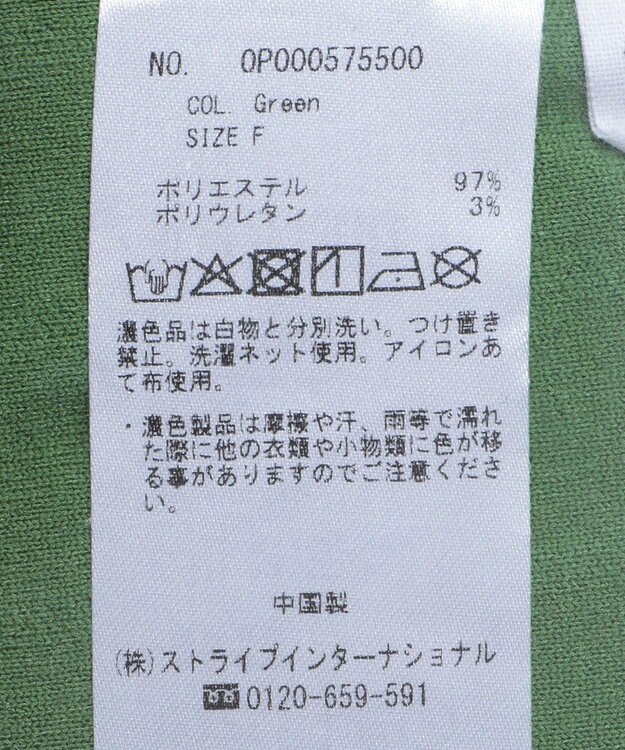 NO. 0P000575500
COL. Green
SIZE F
ポリエステル 97%
ポリウレタン 3%
濃色品は白物と分別洗い。つけ置き
禁止。洗濯ネット使用。アイロンあ
て布使用。
・濃色製品は摩擦や汗、雨等で濡れ
た際に他の衣類や小物類に色が移
る事がありますのでご注意くださ
い。
中国製
(株)ストライプインターナショナル
0120-659-591